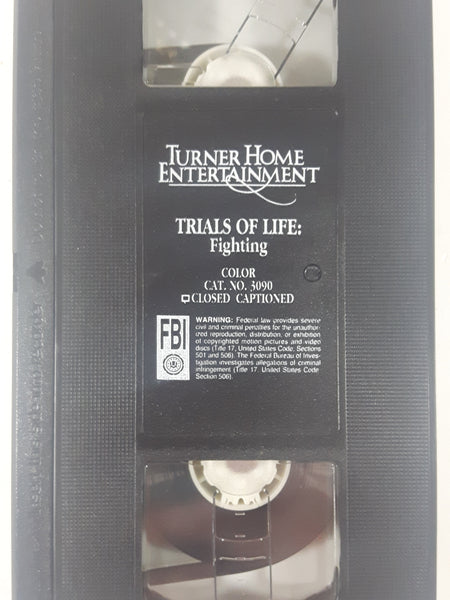 TURNER HOME
ENTERTAINMENT
TRIALS OF LIFE:
Fighting
COLOR
CAT. NO. 3090
CLOSED CAPTIONED
FBI
WARNING: Federal law provides severe
civil and criminal penalties for the unauthor-
ized reproduction, distribution, or exhibition
of copyrighted motion pictures and video
discs (Title 17, United States Code, Sections
501 and 506). The Federal Bureau of Inves-
tigation investigates allegations of criminal
infringement (Title 17, United States Code
Section 506).